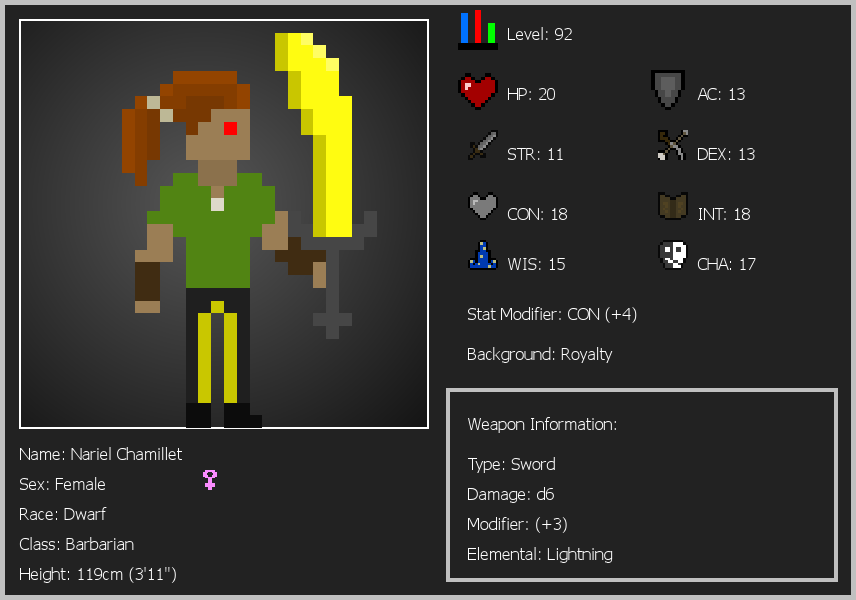 Level: 92
HP: 20
AC: 13
STR: 11
DEX: 13
CON: 18
INT: 18
WIS: 15
CHA: 17
Stat Modifier: CON (+4)
Background: Royalty
Weapon Information:
Type: Sword
Damage: d6
Modifier: (+3)
Elemental: Lightning
Name: Nariel Chamillet
Sex: Female
Race: Dwarf
Class: Barbarian
Height: 119cm (3'11")